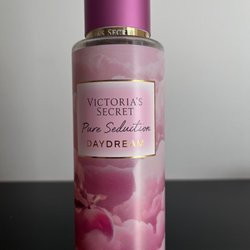 VICTORIA'S
SECRET
Pure Seduction
DAYDREAM